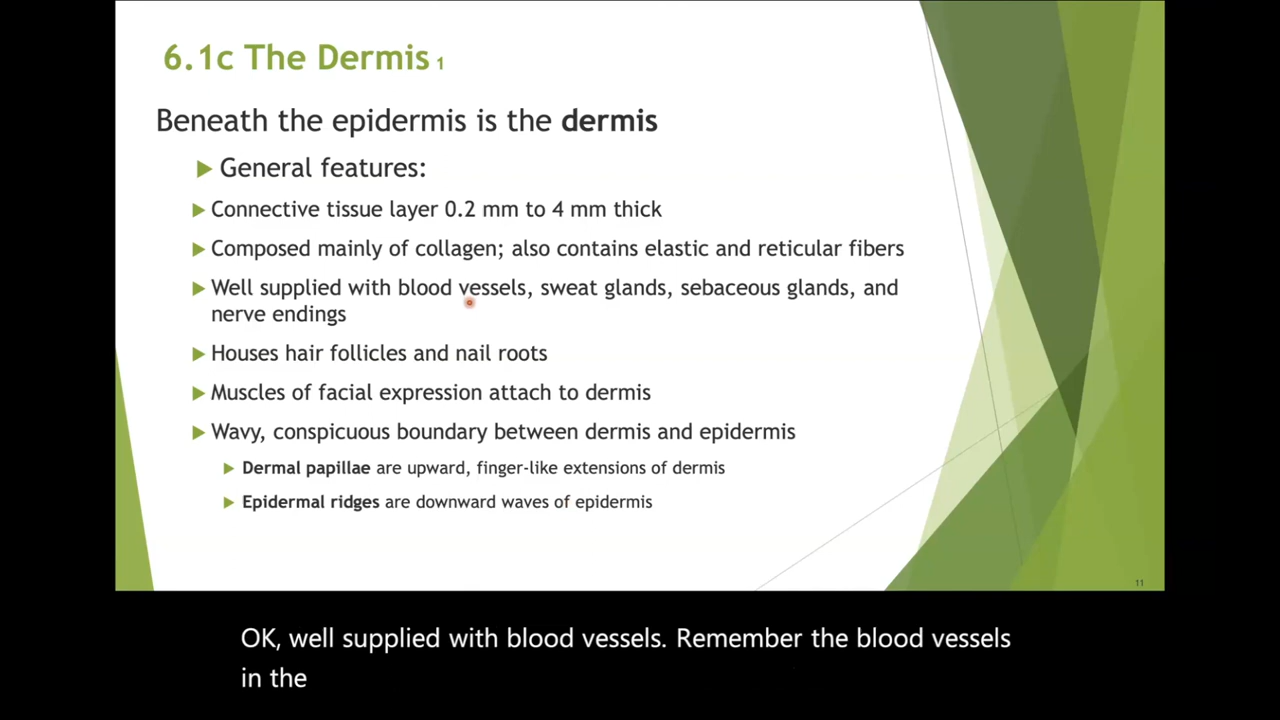 6.1c The Dermis 1
Beneath the epidermis is the dermis
General features:
Connective tissue layer 0.2 mm to 4 mm thick
Composed mainly of collagen; also contains elastic and reticular fibers
Well supplied with blood vessels, sweat glands, sebaceous glands, and
nerve endings
Houses hair follicles and nail roots
Muscles of facial expression attach to dermis
Wavy, conspicuous boundary between dermis and epidermis
Dermal papillae are upward, finger-like extensions of dermis
Epidermal ridges are downward waves of epidermis
11
OK, well supplied with blood vessels. Remember the blood vessels
in the